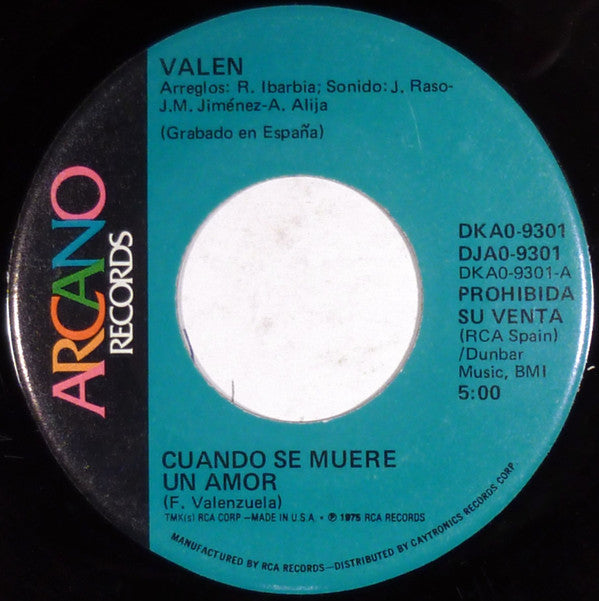 ARCANO
RECORDS
VALEN
Arreglos: R. Ibarbia; Sonido: J. Raso-
J.M. Jiménez-A. Alija
(Grabado en España)
DKA0-9301
DJA0-9301
DKA0-9301-A
PROHIBIDA
SU VENTA
(RCA Spain)
/Dunbar
Music, BMI
5:00
CUANDO SE MUERE
UN AMOR
(F. Valenzuela)
TMK(s) RCA CORP —MADE IN U.S.A. • ℗ 1975 RCA RECORDS
MANUFACTURED BY RCA RECORDS—DISTRIBUTED BY CAYTRONICS RECORDS CORP.